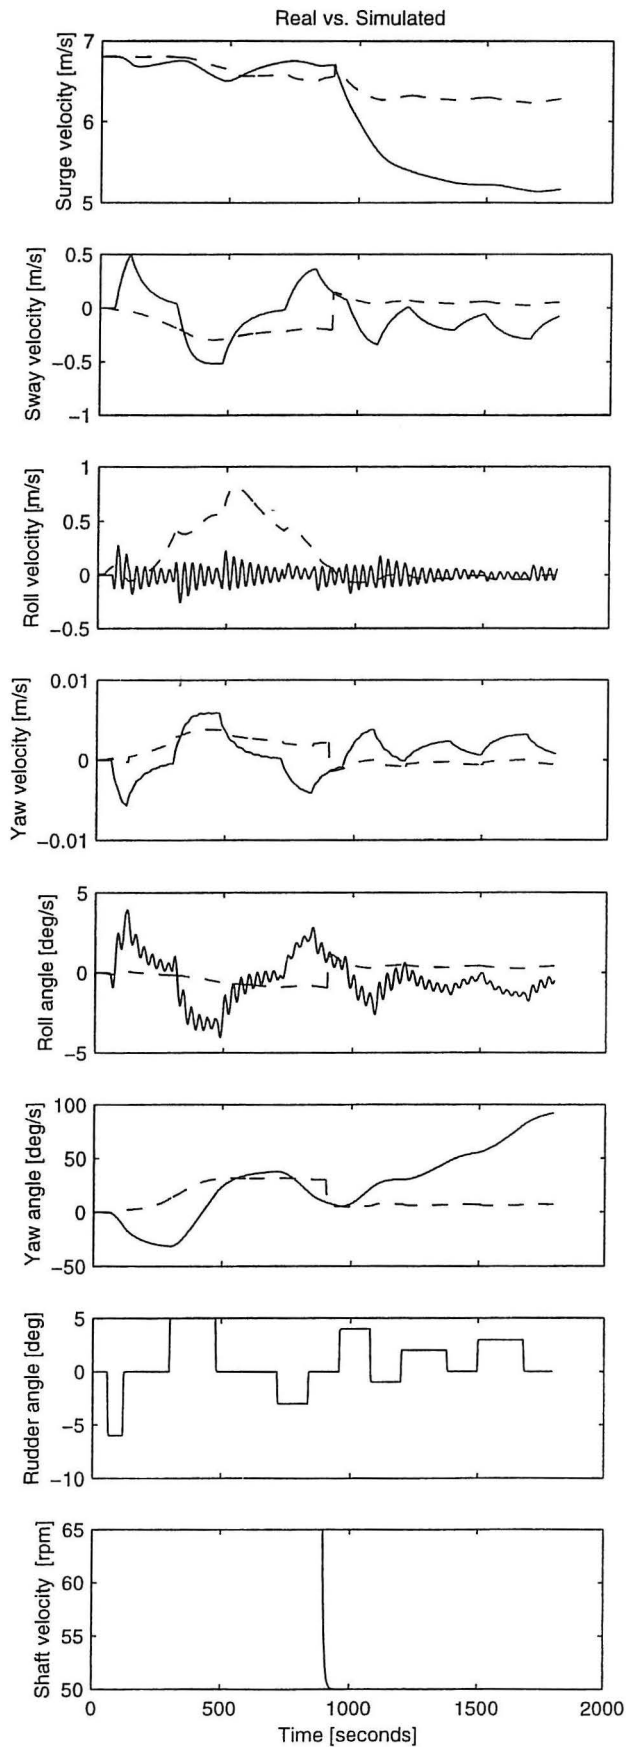 Real vs. Simulated
7
6
5
Surge velocity [m/s]
0.5
0
−0.5
−1
Sway velocity [m/s]
1
0.5
0
−0.5
Roll velocity [m/s]
0.01
0
−0.01
Yaw velocity [m/s]
5
0
−5
Roll angle [deg/s]
100
50
0
−50
Yaw angle [deg/s]
5
0
−5
−10
Rudder angle [deg]
65
60
55
50
Shaft velocity [rpm]
0 500 1000 1500 2000
Time [seconds]